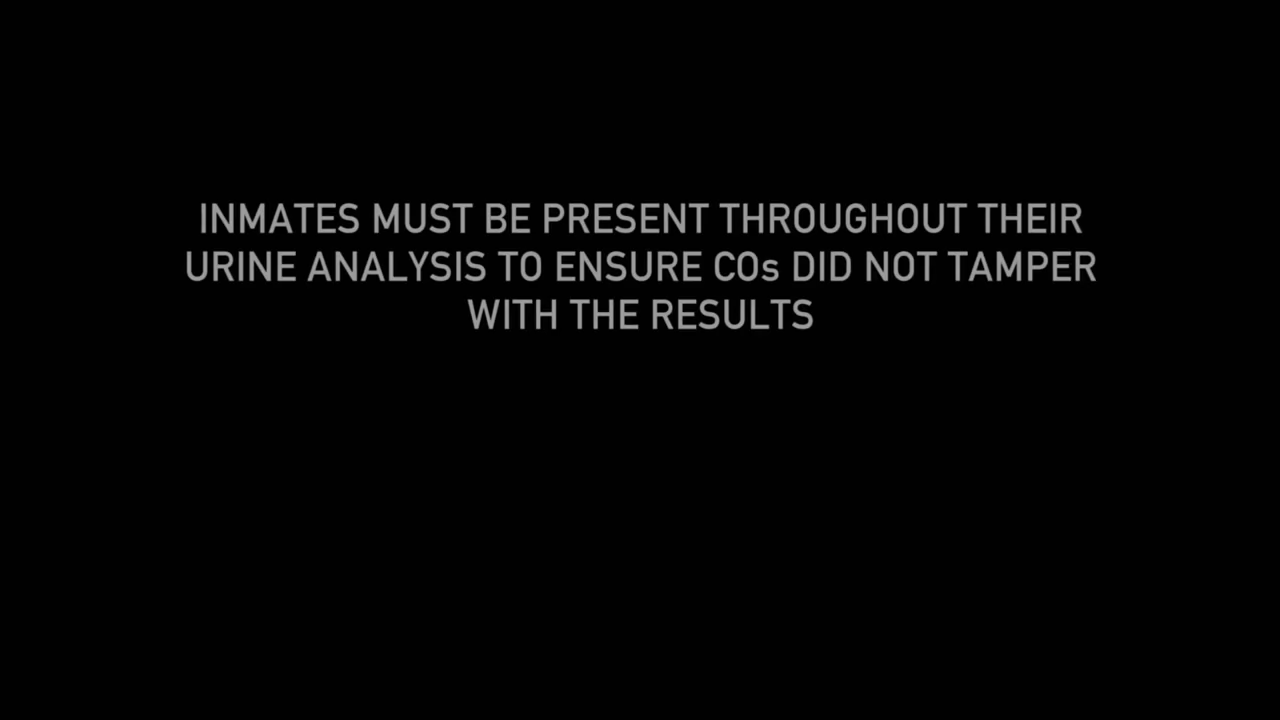 INMATES MUST BE PRESENT THROUGHOUT THEIR
URINE ANALYSIS TO ENSURE COs DID NOT TAMPER
WITH THE RESULTS